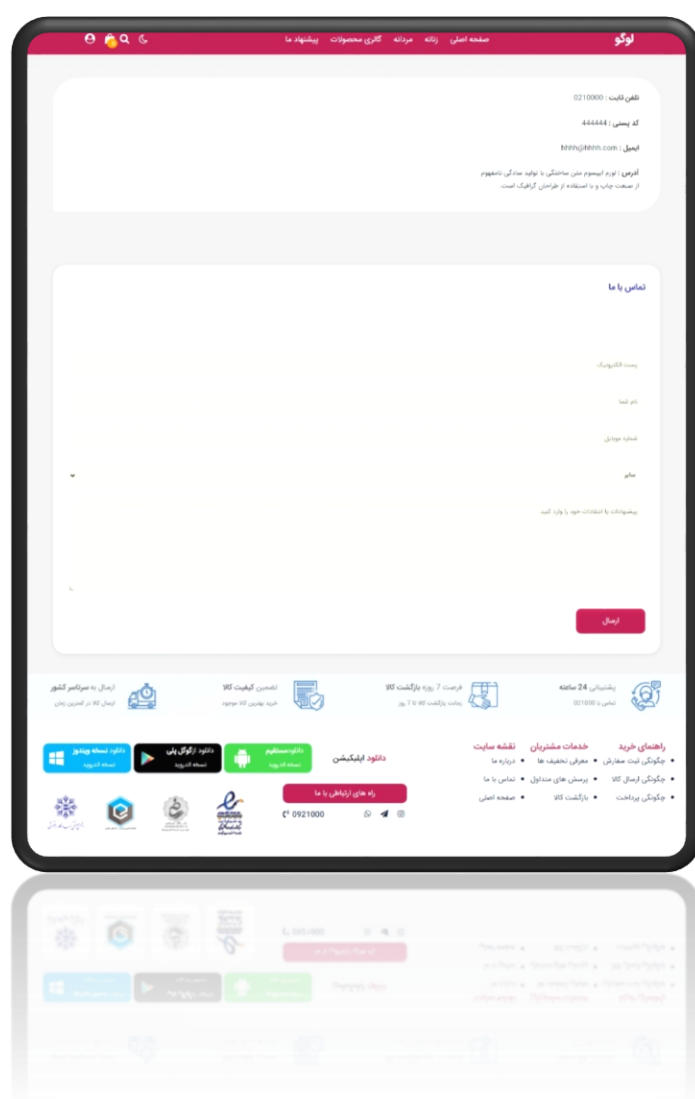 لوگو
صفحه اصلی زنانه مردانه گالری محصولات پیشنهاد ما
تلفن ثابت : 0210000
کد پستی : 444444
ایمیل : hhhh@hhhh.com
آدرس : لورم ایپسوم متن ساختگی با تولید سادگی نامفهوم
از صنعت چاپ و با استفاده از طراحان گرافیک است.
تماس با ما
پست الکترونیک
نام شما
شماره موبایل
سایر
پیشنهادات یا انتقادات خود را وارد کنید
ارسال
پشتیبانی 24 ساعته
تماس با 021000
فرصت 7 روزه بازگشت کالا
ضمانت بازگشت کالا تا 7 روز
تضمین کیفیت کالا
خرید بهترین کالا موجود
ارسال به سرتاسر کشور
ارسال کالا در کمترین زمان
راهنمای خرید
چگونگی ثبت سفارش
چگونگی ارسال کالا
چگونگی پرداخت
خدمات مشتریان
معرفی تخفیف ها
پرسش های متداول
بازگشت کالا
نقشه سایت
درباره ما
تماس با ما
صفحه اصلی
دانلود اپلیکیشن
دانلودمستقیم
نسخه اندروید
دانلود ازگوگل پلی
نسخه اندروید
دانلود نسخه ویندوز
نسخه اندروید
راه های ارتباطی با ما
0921000